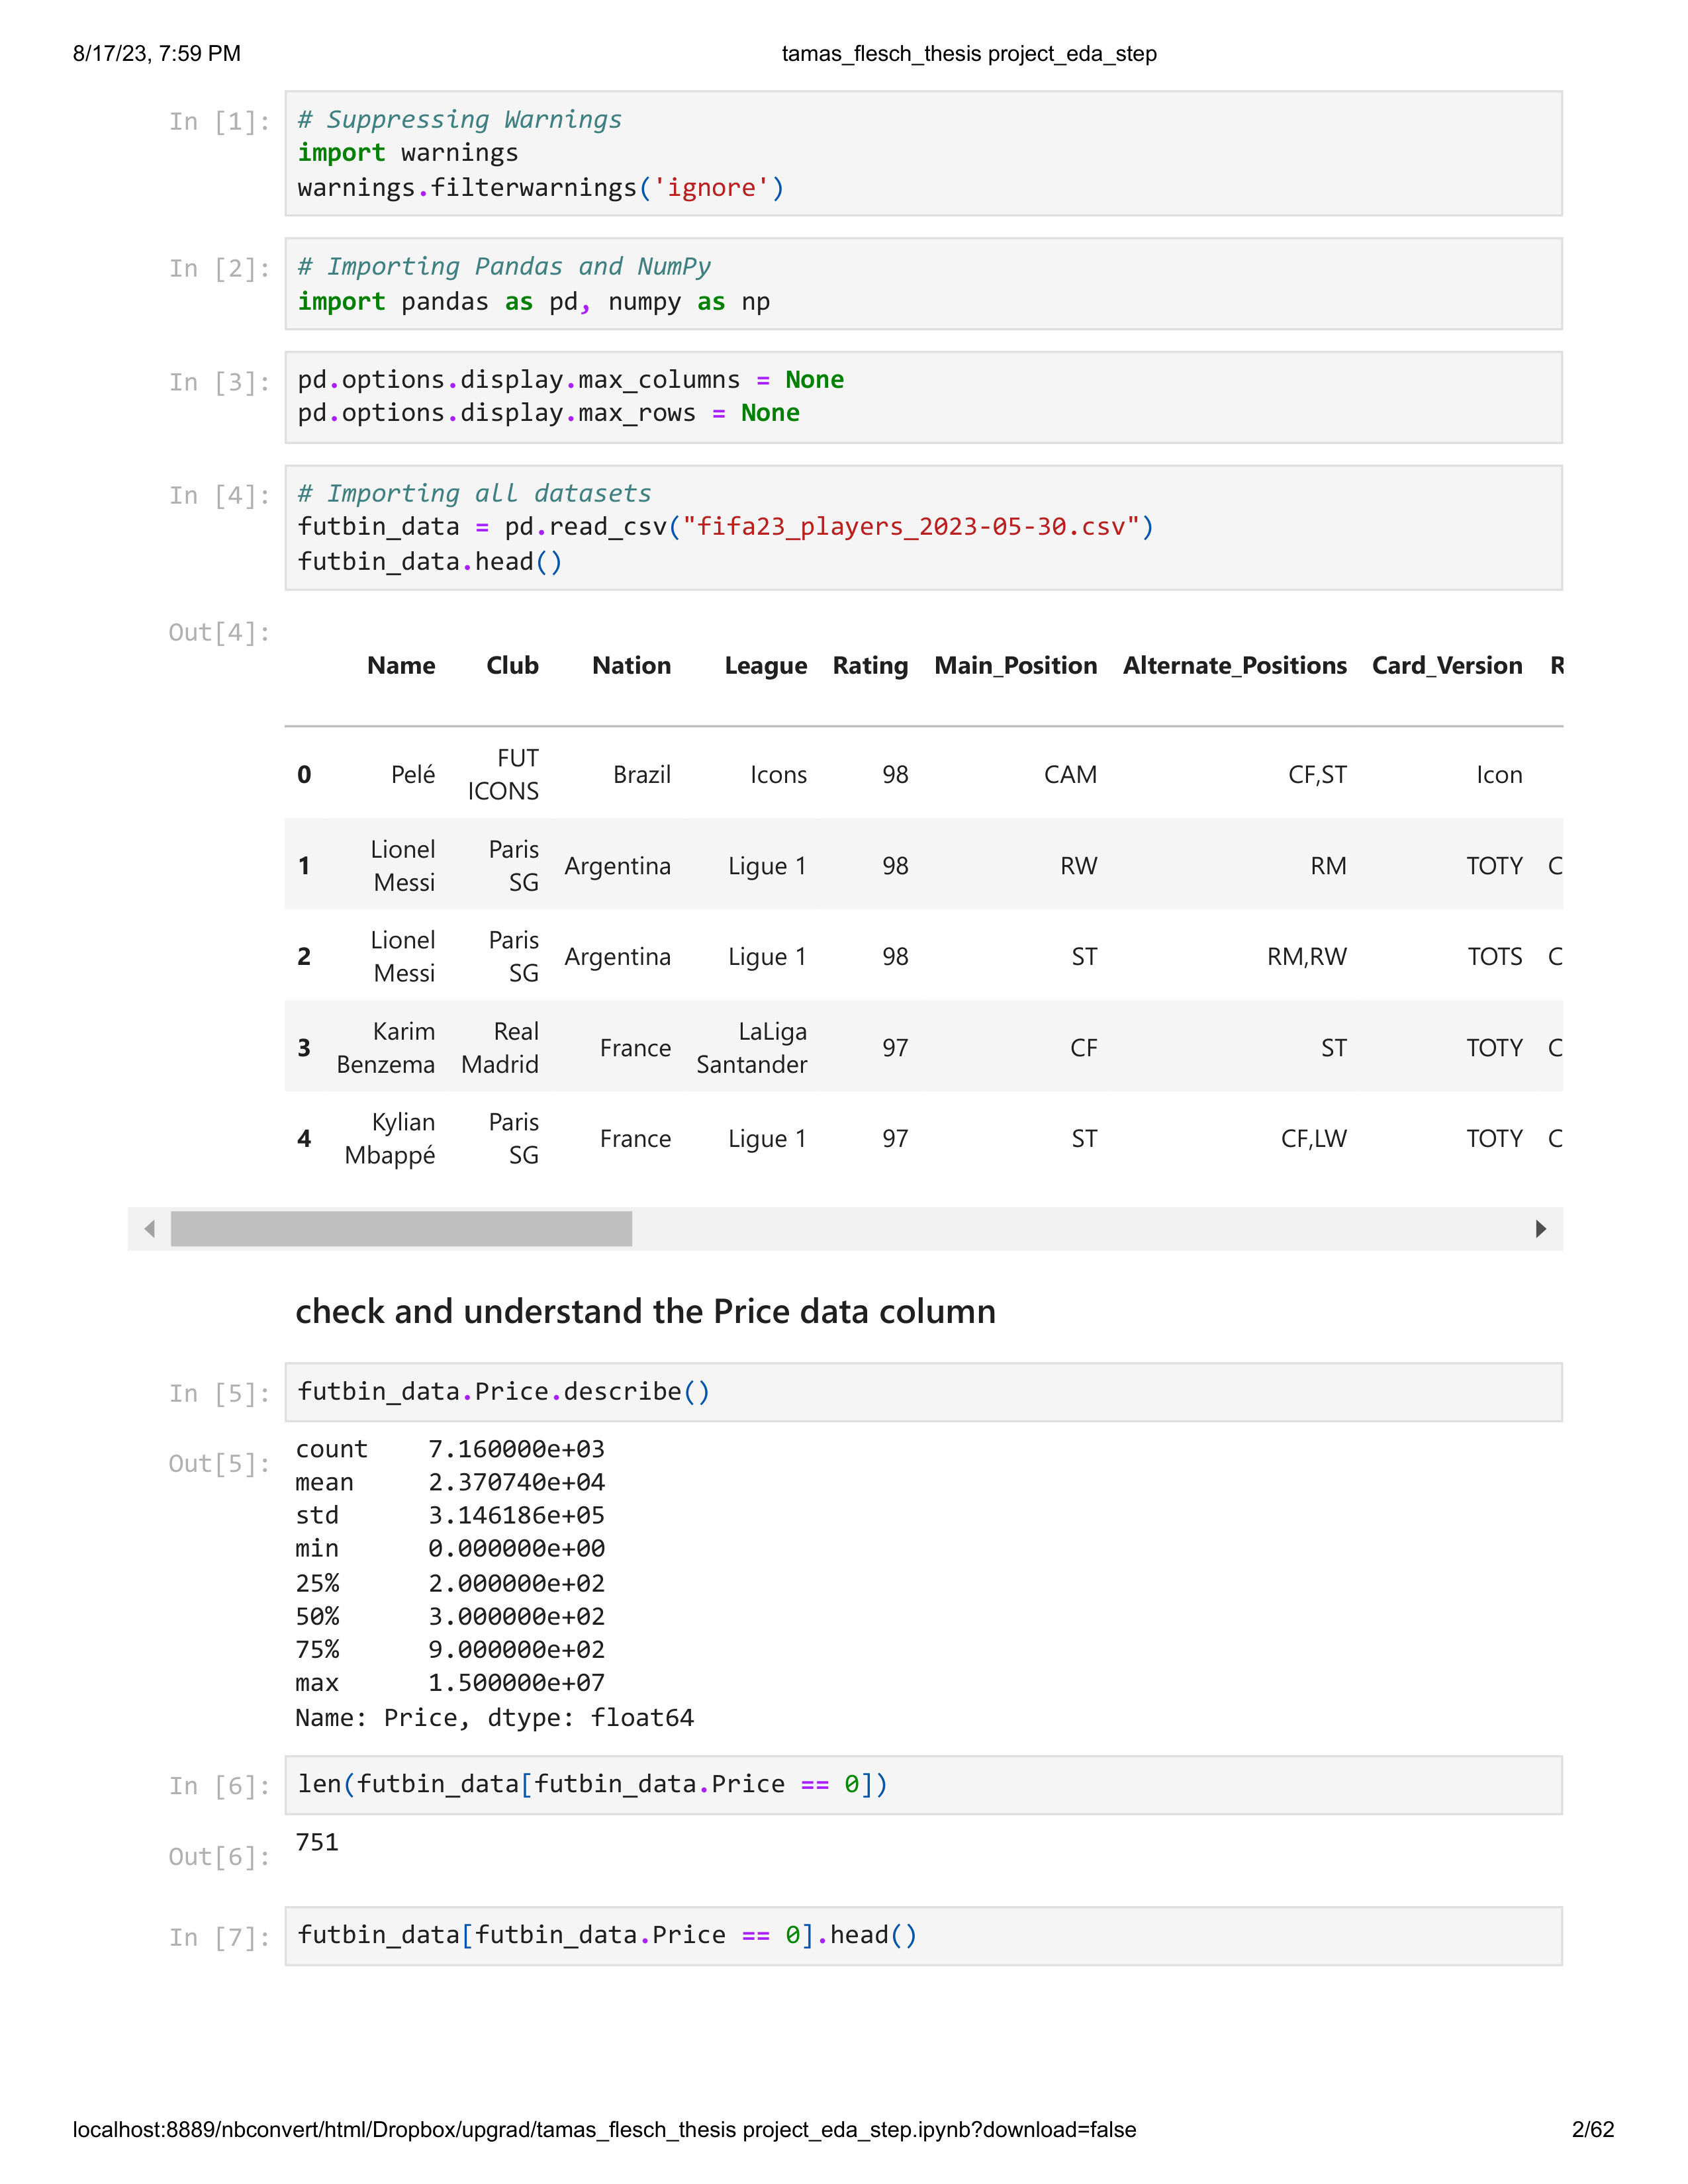 8/17/23, 7:59 PM tamas_flesch_thesis project_eda_step
In [1]: # Suppressing Warnings
import warnings
warnings.filterwarnings('ignore')
In [2]: # Importing Pandas and NumPy
import pandas as pd, numpy as np
In [3]: pd.options.display.max_columns = None
pd.options.display.max_rows = None
In [4]: # Importing all datasets
futbin_data = pd.read_csv("fifa23_players_2023-05-30.csv")
futbin_data.head()
Out[4]:
Name Club Nation League Rating Main_Position Alternate_Positions Card_Version R
0 Pelé FUT ICONS Brazil Icons 98 CAM CF,ST Icon
1 Lionel Messi Paris SG Argentina Ligue 1 98 RW RM TOTY C
2 Lionel Messi Paris SG Argentina Ligue 1 98 ST RM,RW TOTS C
3 Karim Benzema Real Madrid France LaLiga Santander 97 CF ST TOTY C
4 Kylian Mbappé Paris SG France Ligue 1 97 ST CF,LW TOTY C
check and understand the Price data column
In [5]: futbin_data.Price.describe()
Out[5]: count 7.160000e+03
mean 2.370740e+04
std 3.146186e+05
min 0.000000e+00
25% 2.000000e+02
50% 3.000000e+02
75% 9.000000e+02
max 1.500000e+07
Name: Price, dtype: float64
In [6]: len(futbin_data[futbin_data.Price == 0])
Out[6]: 751
In [7]: futbin_data[futbin_data.Price == 0].head()
localhost:8889/nbconvert/html/Dropbox/upgrad/tamas_flesch_thesis project_eda_step.ipynb?download=false 2/62